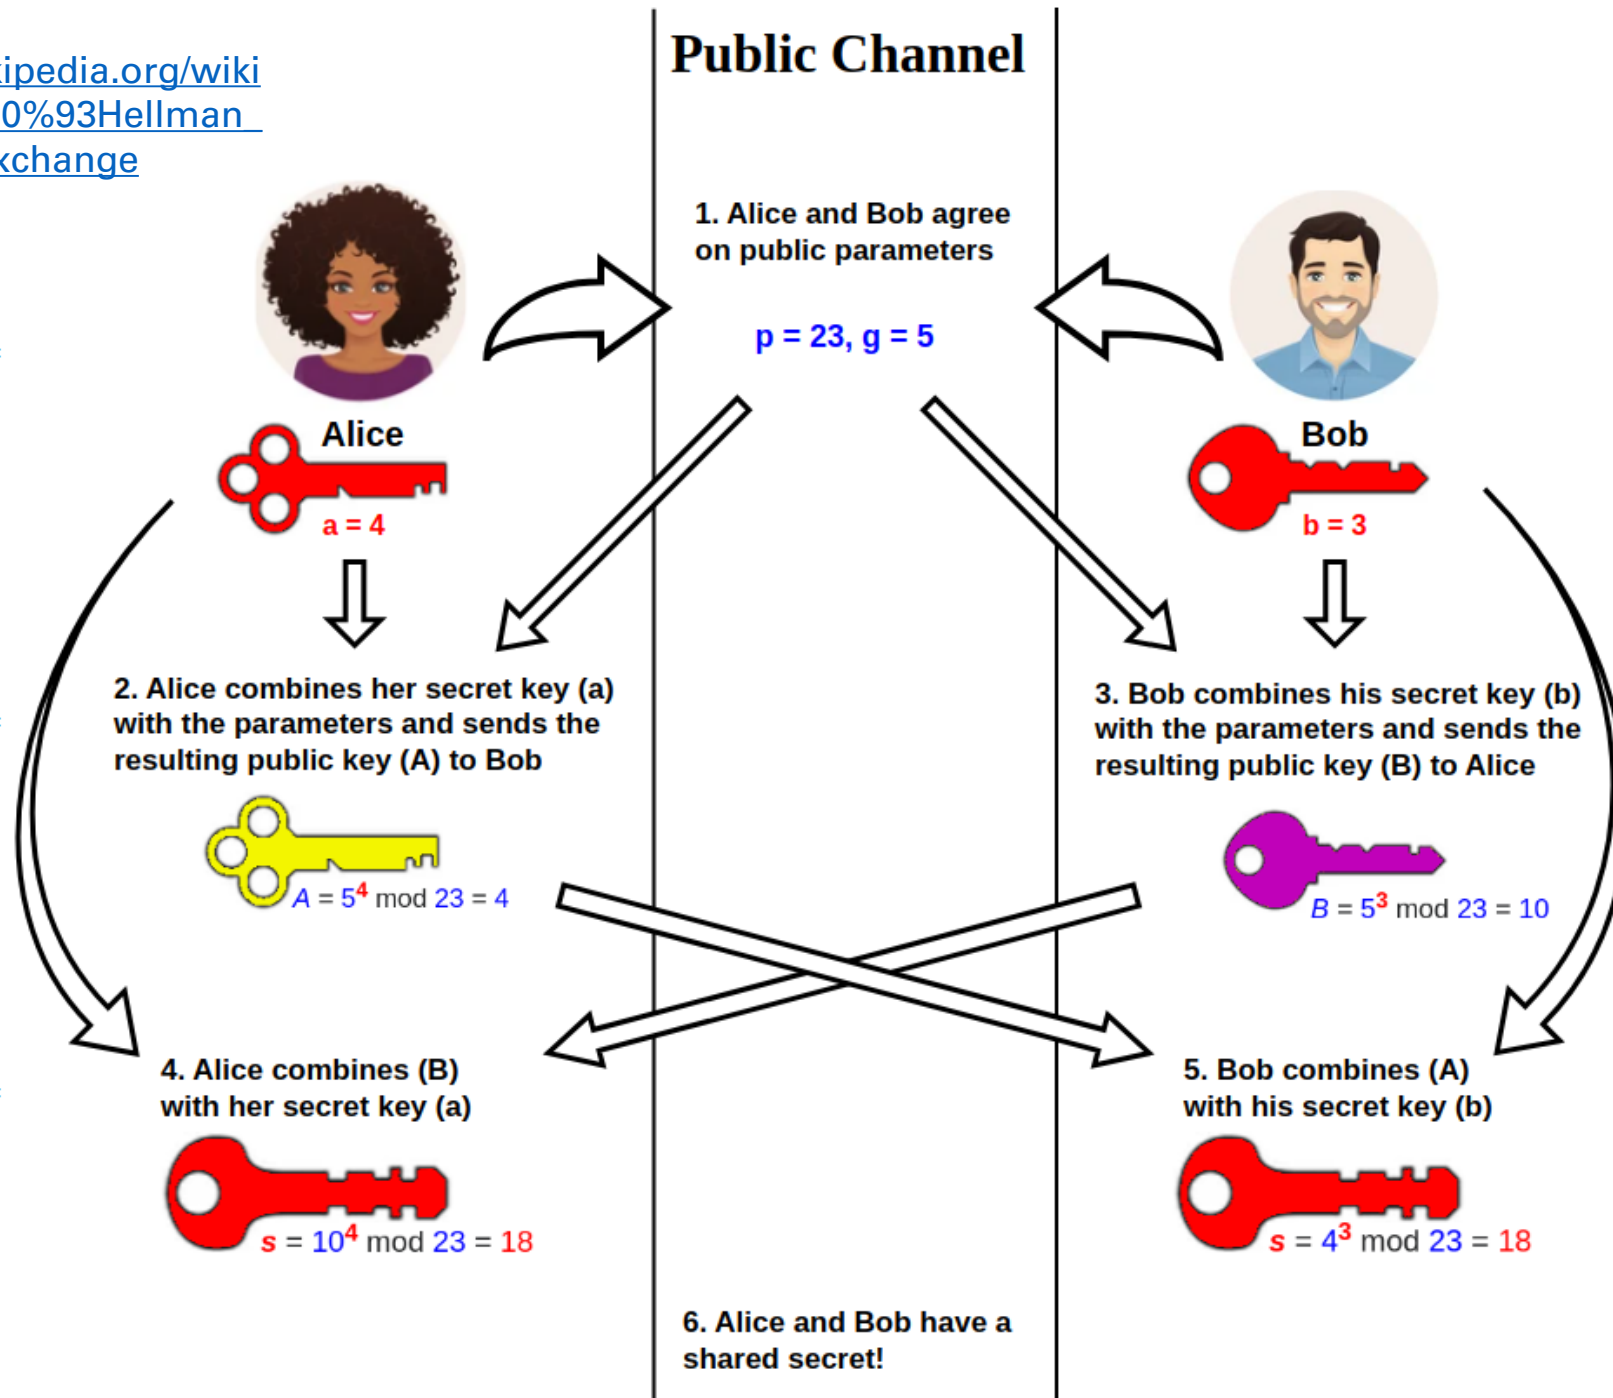 ipedia.org/wiki
0%93Hellman_
xchange
Public Channel
1. Alice and Bob agree
on public parameters
p = 23, g = 5
Alice
a = 4
Bob
b = 3
2. Alice combines her secret key (a)
with the parameters and sends the
resulting public key (A) to Bob
A = 5⁴ mod 23 = 4
3. Bob combines his secret key (b)
with the parameters and sends the
resulting public key (B) to Alice
B = 5³ mod 23 = 10
4. Alice combines (B)
with her secret key (a)
s = 10⁴ mod 23 = 18
5. Bob combines (A)
with his secret key (b)
s = 4³ mod 23 = 18
6. Alice and Bob have a
shared secret!